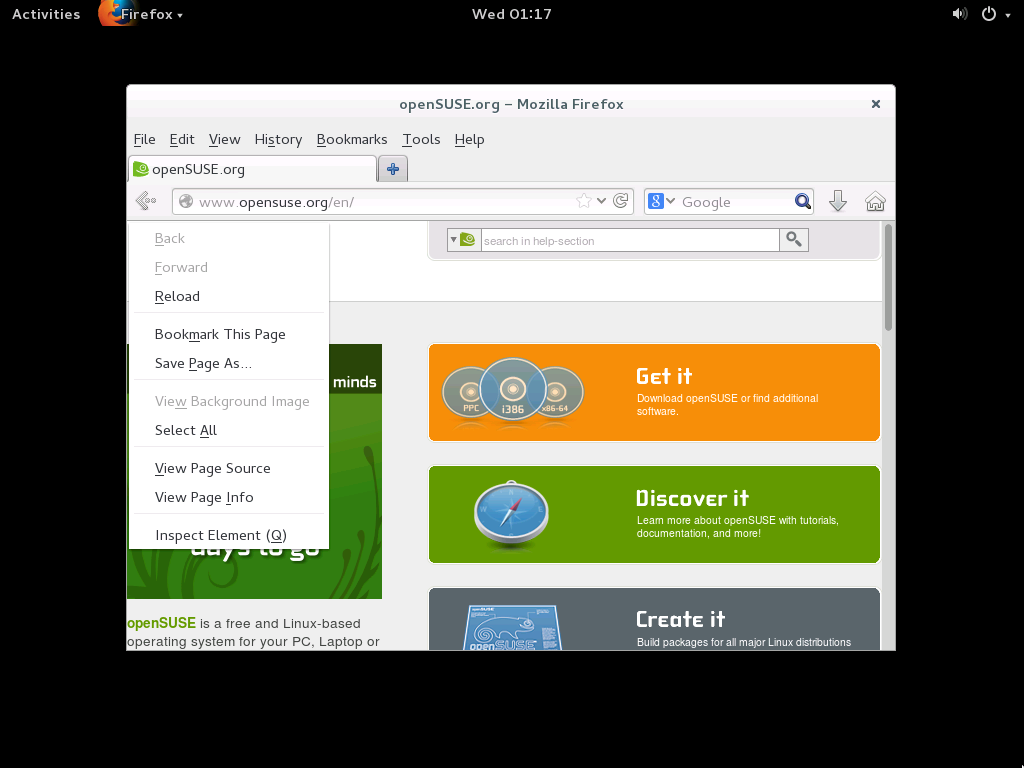 Activities Firefox Wed 01:17
openSUSE.org – Mozilla Firefox
File Edit View History Bookmarks Tools Help
openSUSE.org
www.opensuse.org/en/ Google
search in help-section
Back
Forward
Reload
Bookmark This Page
Save Page As...
View Background Image
Select All
View Page Source
View Page Info
Inspect Element (Q)
minds
days to go
openSUSE is a free and Linux-based
operating system for your PC, Laptop or
PPC i386 x86-64
Get it
Download openSUSE or find additional
software.
Discover it
Learn more about openSUSE with tutorials,
documentation, and more!
openSUSE
Create it
Build packages for all major Linux distributions